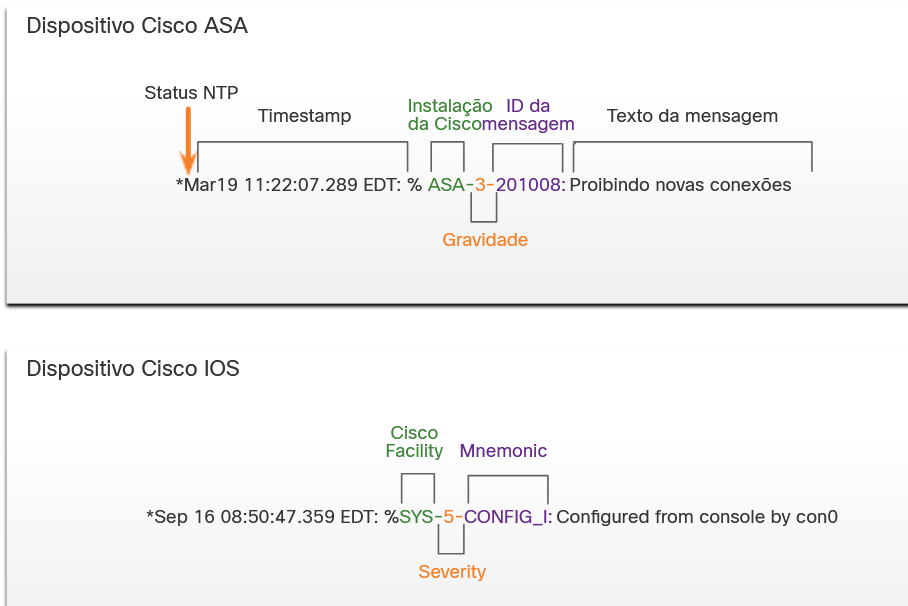 Dispositivo Cisco ASA
Status NTP
Timestamp
Instalação
da Cisco
ID da
mensagem
Texto da mensagem
*Mar19 11:22:07.289 EDT: % ASA-3-201008: Proibindo novas conexões
Gravidade
Dispositivo Cisco IOS
Cisco
Facility
Mnemonic
*Sep 16 08:50:47.359 EDT: %SYS-5-CONFIG_I: Configured from console by con0
Severity